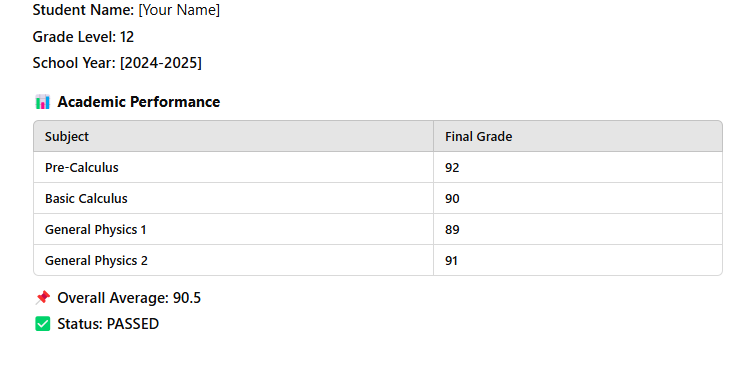 Student Name: [Your Name]
Grade Level: 12
School Year: [2024-2025]
📊 Academic Performance
Subject Final Grade
Pre-Calculus 92
Basic Calculus 90
General Physics 1 89
General Physics 2 91
📌 Overall Average: 90.5
✅ Status: PASSED